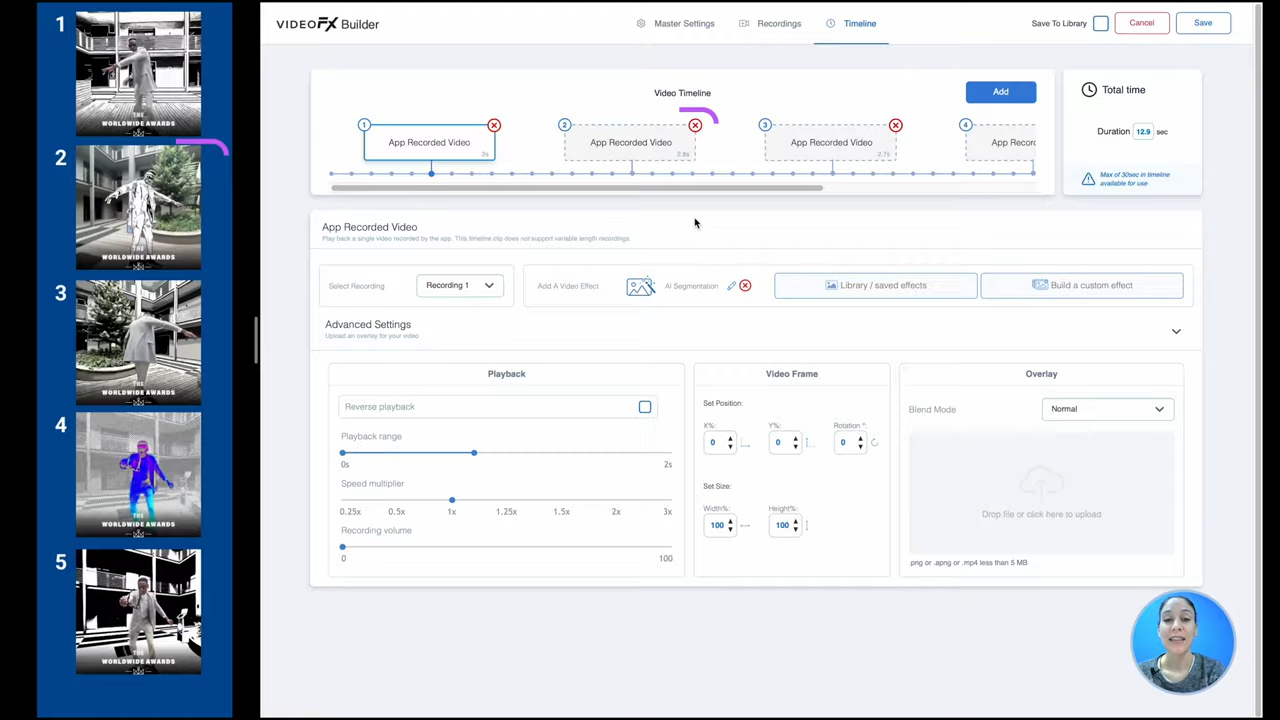 1
THE
WORLDWIDE AWARDS
2
THE
WORLDWIDE AWARDS
3
THE
WORLDWIDE AWARDS
4
THE
WORLDWIDE AWARDS
5
THE
WORLDWIDE AWARDS
VIDEOFX Builder
Master Settings
Recordings
Timeline
Save To Library
Cancel
Save
Video Timeline
Add
1
App Recorded Video
2s
2
App Recorded Video
2.8s
3
App Recorded Video
2.7s
4
App Recorc
Total time
Duration 12.9 sec
Max of 30sec in timeline
available for use
App Recorded Video
Play back a single video recorded by the app. This timeline clip does not support variable length recordings.
Select Recording
Recording 1
Add A Video Effect
AI Segmentation
Library / saved effects
Build a custom effect
Advanced Settings
Upload an overlay for your video
Playback
Reverse playback
Playback range
0s 2s
Speed multiplier
0.25x 0.5x 1x 1.25x 1.5x 2x 3x
Recording volume
0 100
Video Frame
Set Position:
X%: Y%: Rotation °:
0 0 0
Set Size:
Width%: Height%:
100 100
Overlay
Blend Mode
Normal
Drop file or click here to upload
.png or .apng or .mp4 less than 5 MB